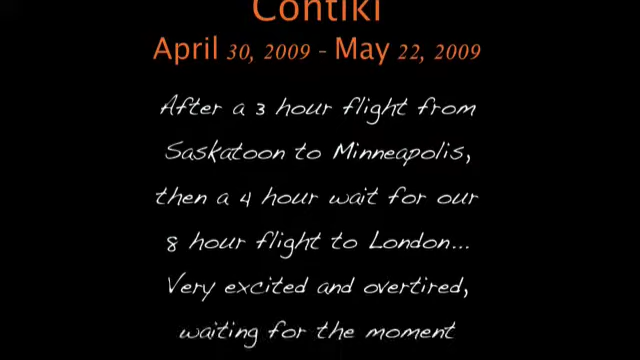 Contiki
April 30, 2009 - May 22, 2009
After a 3 hour flight from
Saskatoon to Minneapolis,
then a 4 hour wait for our
8 hour flight to London...
Very excited and overtired,
waiting for the moment